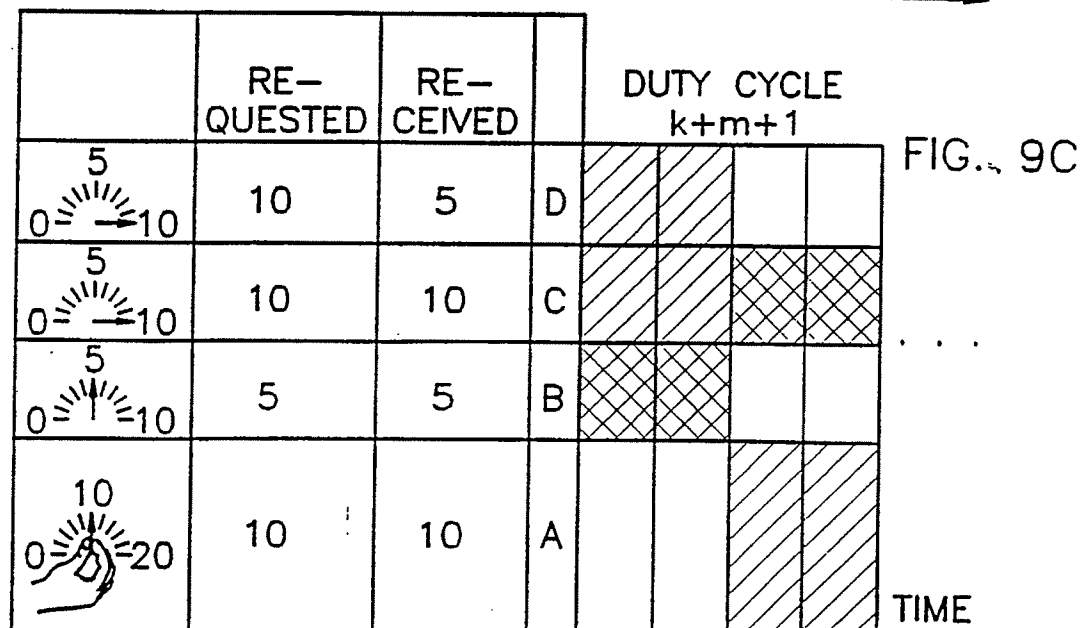 RE-
QUESTED
RE-
CEIVED
DUTY CYCLE
k+m+1
FIG. 9C
5
0 10
10
5
D
5
0 10
10
10
C
5
0 10
5
5
B
. . .
10
0 20
10
10
A
TIME